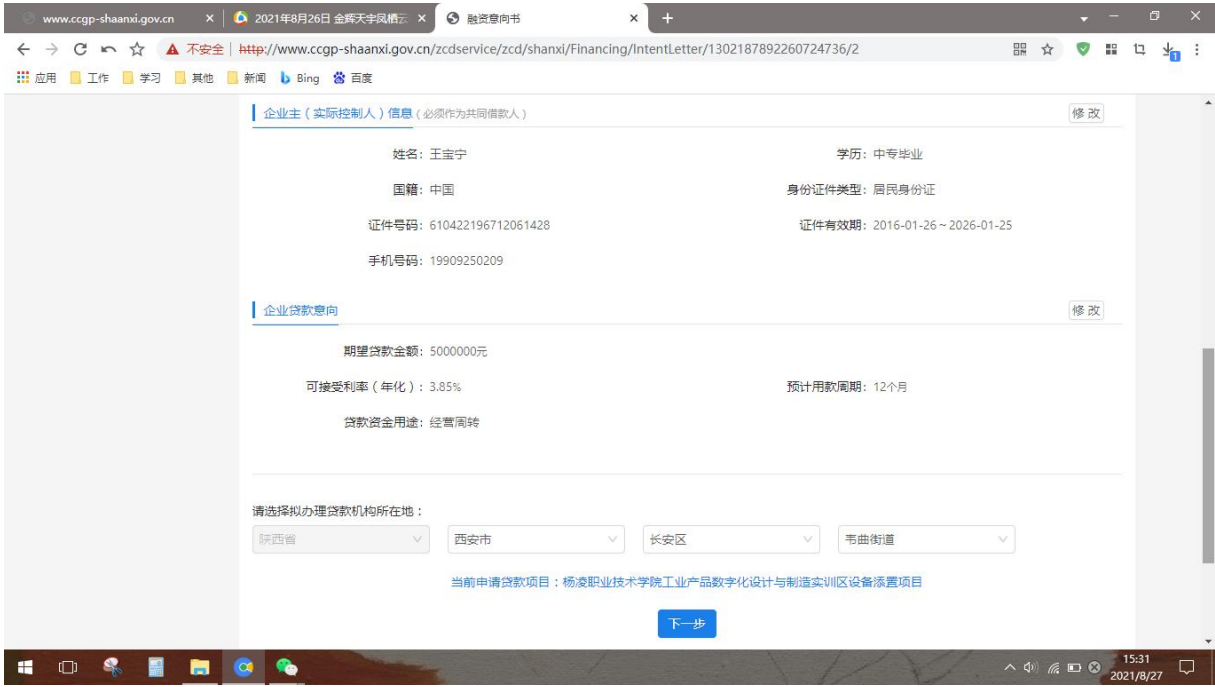 www.ccgp-shaanxi.gov.cn 2021年8月26日 金辉天宇凤栖云 融资意向书
不安全 http://www.ccgp-shaanxi.gov.cn/zcdservice/zcd/shanxi/Financing/IntentLetter/1302187892260724736/2
应用 工作 学习 其他 新闻 Bing 百度
企业主（实际控制人）信息（必须作为共同借款人） 修改
姓名：王宝宁 学历：中专毕业
国籍：中国 身份证件类型：居民身份证
证件号码：610422196712061428 证件有效期：2016-01-26～2026-01-25
手机号码：19909250209
企业贷款意向 修改
期望贷款金额：5000000元
可接受利率（年化）：3.85% 预计用款周期：12个月
贷款资金用途：经营周转
请选择拟办理贷款机构所在地：
陕西省 西安市 长安区 韦曲街道
当前申请贷款项目：杨凌职业技术学院工业产品数字化设计与制造实训区设备添置项目
下一步
15:31
2021/8/27